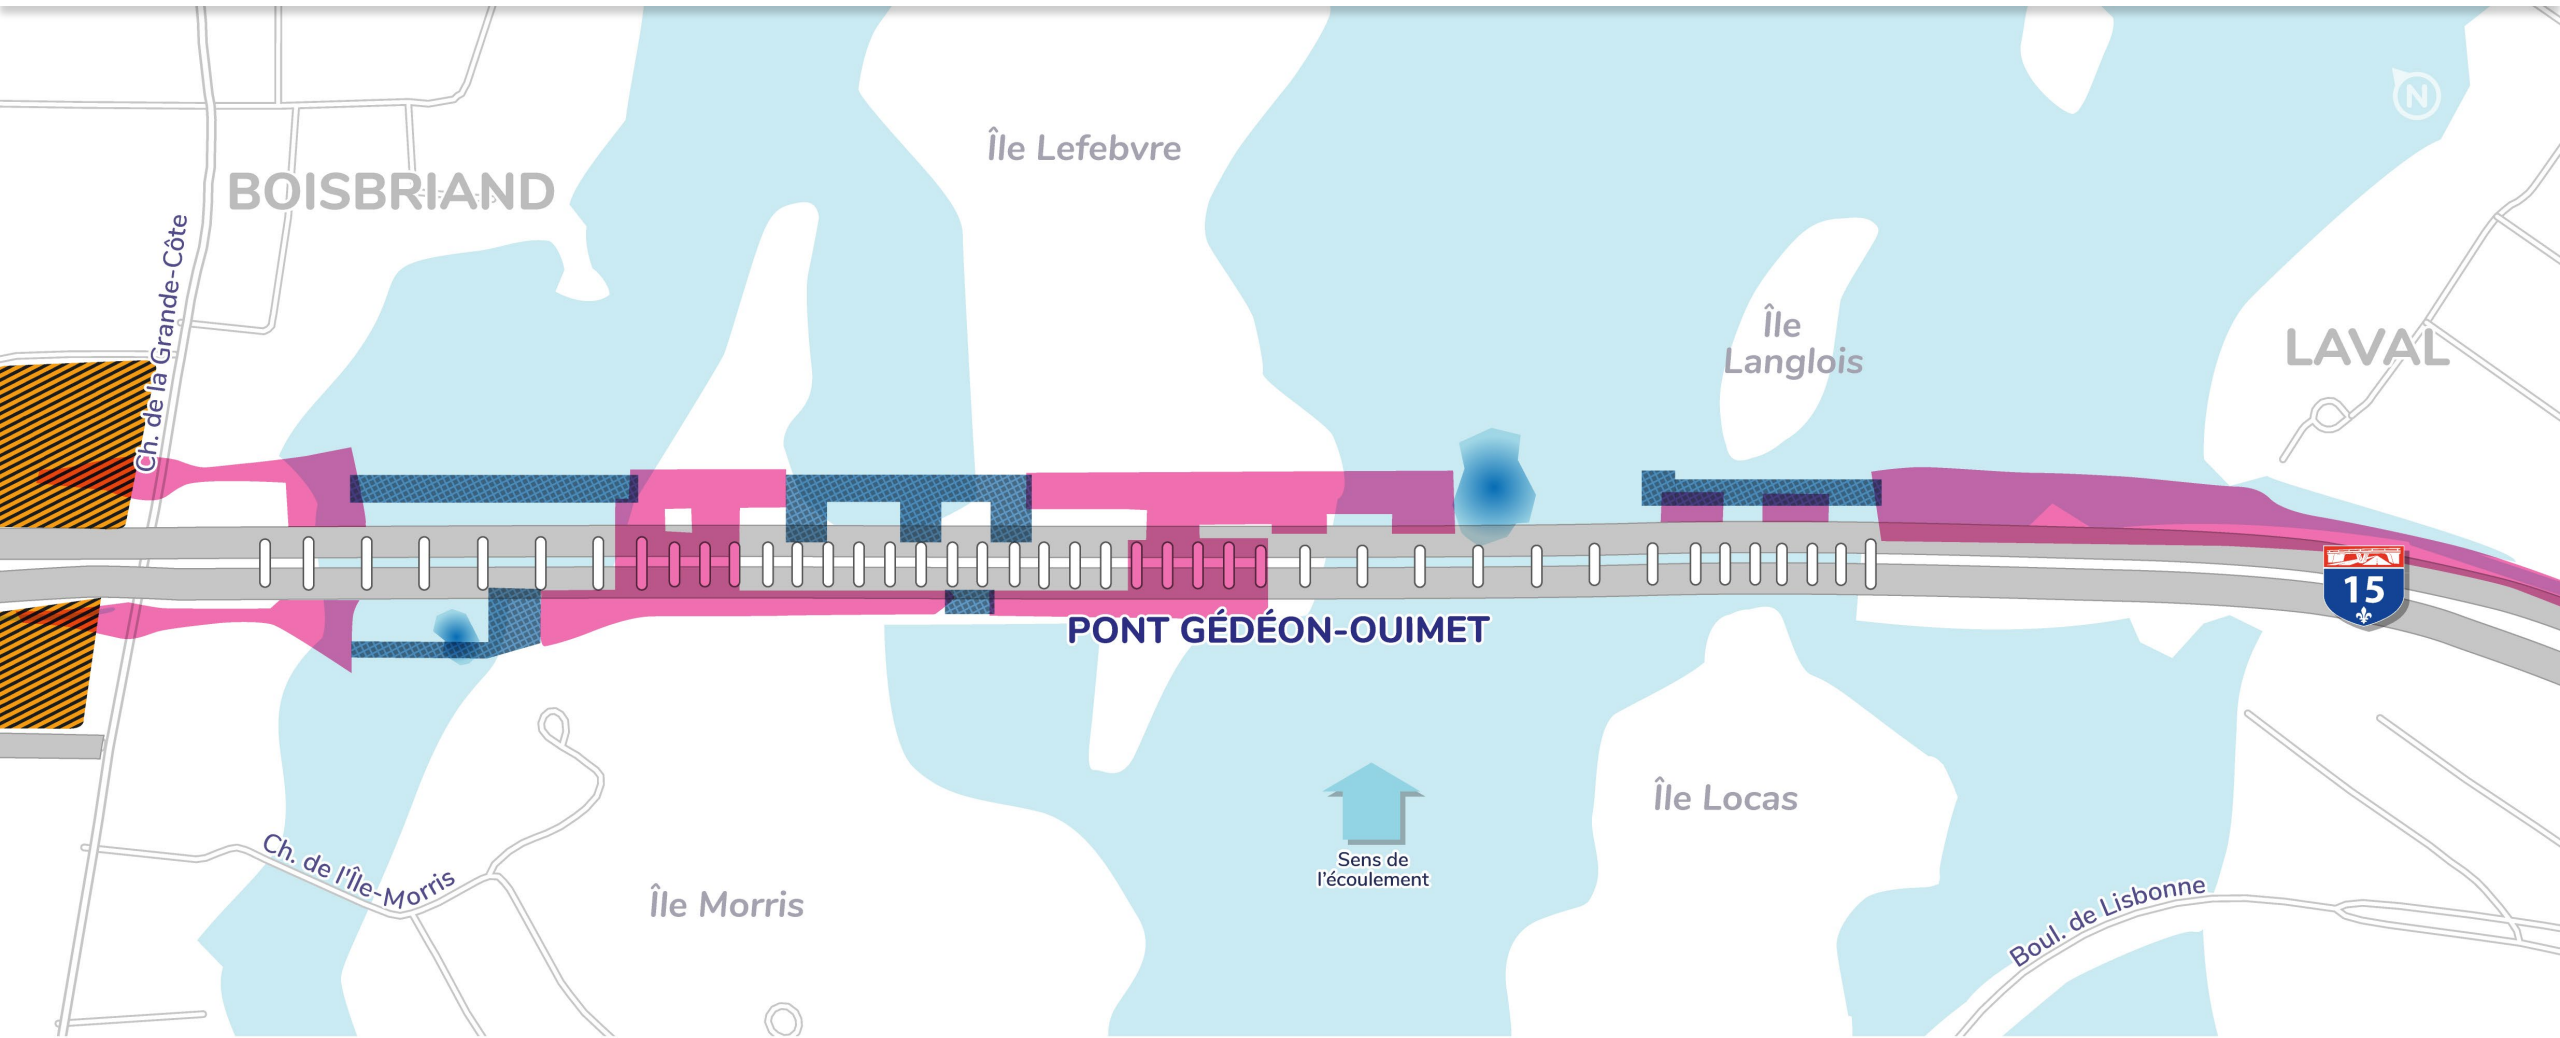 N
Île Lefebvre
BOISBRIAND
Ch. de la Grande-Côte
Île
Langlois
LAVAL
15
PONT GÉDÉON-OUIMET
Île Locas
Sens de
l'écoulement
Ch. de l'Île-Morris
Île Morris
Boul. de Lisbonne